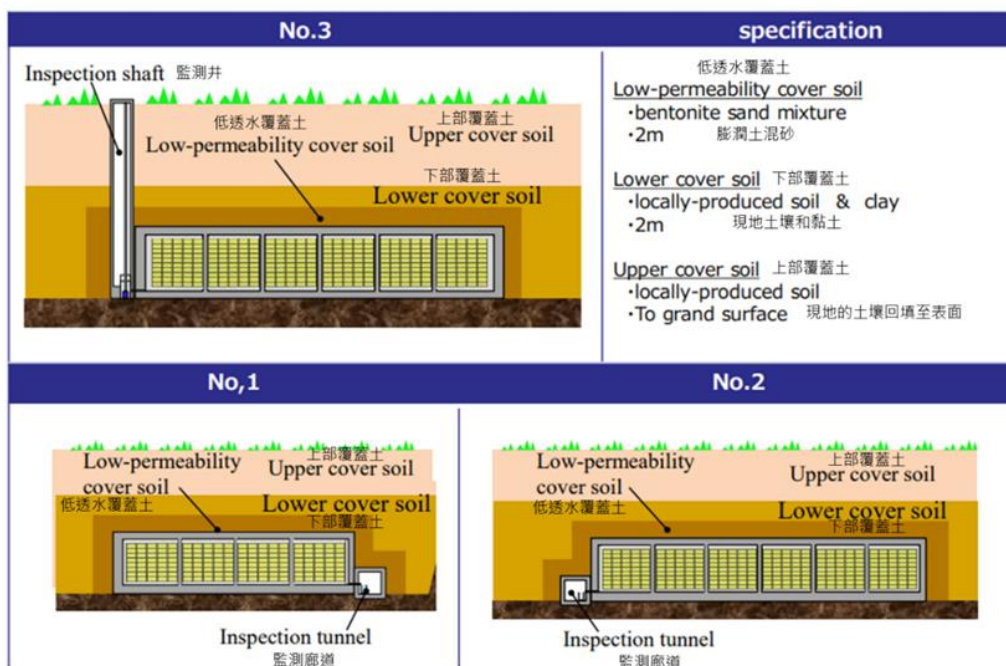 No.3
specification
Inspection shaft 監測井
低透水覆蓋土
Low-permeability cover soil
上部覆蓋土
Upper cover soil
下部覆蓋土
Lower cover soil
低透水覆蓋土
Low-permeability cover soil
・bentonite sand mixture
・2m 膨潤土混砂
Lower cover soil 下部覆蓋土
・locally-produced soil & clay
・2m 現地土壤和黏土
Upper cover soil 上部覆蓋土
・locally-produced soil
・To grand surface 現地的土壤回填至表面
No,1
No.2
Low-permeability
cover soil
低透水覆蓋土
上部覆蓋土
Upper cover soil
Lower cover soil
下部覆蓋土
Inspection tunnel
監測廊道
Low-permeability
cover soil
低透水覆蓋土
上部覆蓋土
Upper cover soil
Lower cover soil
下部覆蓋土
Inspection tunnel
監測廊道